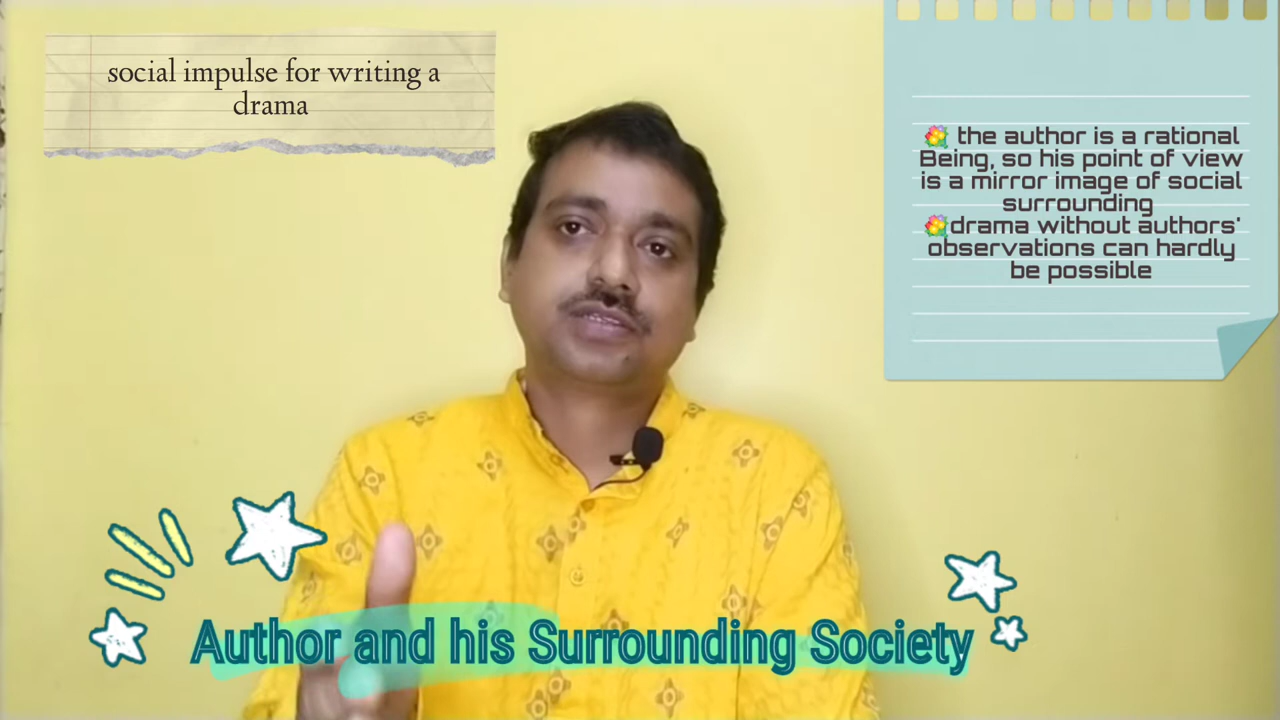 social impulse for writing a
drama
the author is a rational
Being, so his point of view
is a mirror image of social
surrounding
drama without authors'
observations can hardly
be possible
Author and his Surrounding Society